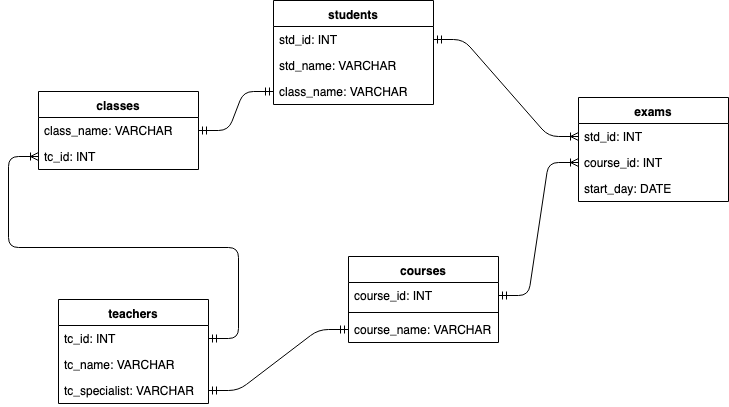 students
std_id: INT
std_name: VARCHAR
class_name: VARCHAR
classes
class_name: VARCHAR
tc_id: INT
exams
std_id: INT
course_id: INT
start_day: DATE
courses
course_id: INT
course_name: VARCHAR
teachers
tc_id: INT
tc_name: VARCHAR
tc_specialist: VARCHAR